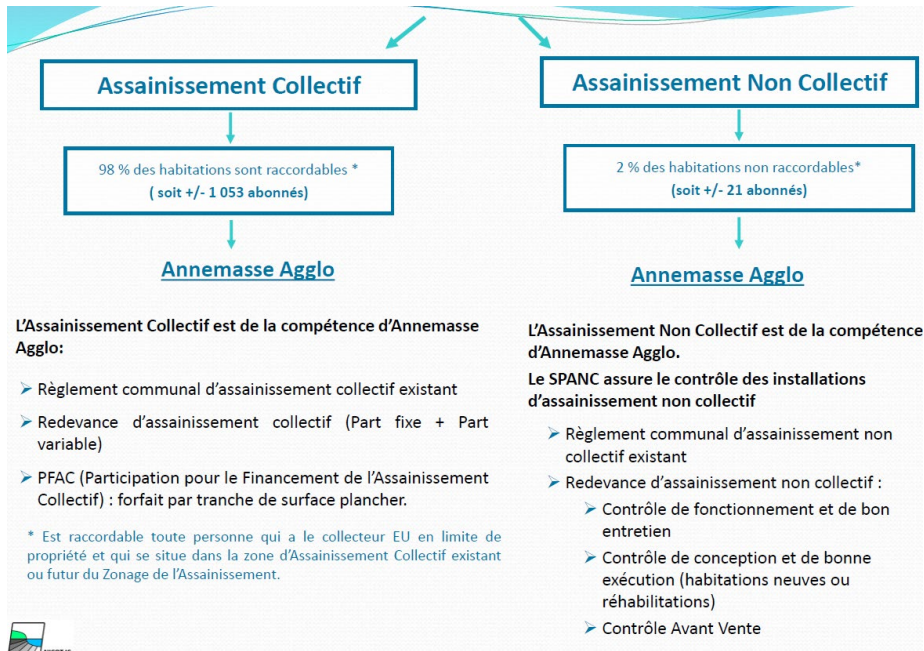 Assainissement Collectif
98 % des habitations sont raccordables *
( soit +/- 1 053 abonnés)
Annemasse Agglo
L'Assainissement Collectif est de la compétence d'Annemasse
Agglo:
➢ Règlement communal d'assainissement collectif existant
➢ Redevance d'assainissement collectif (Part fixe + Part
variable)
➢ PFAC (Participation pour le Financement de l'Assainissement
Collectif) : forfait par tranche de surface plancher.
* Est raccordable toute personne qui a le collecteur EU en limite de
propriété et qui se situe dans la zone d'Assainissement Collectif existant
ou futur du Zonage de l'Assainissement.
Assainissement Non Collectif
2 % des habitations non raccordables*
(soit +/- 21 abonnés)
Annemasse Agglo
L'Assainissement Non Collectif est de la compétence
d'Annemasse Agglo.
Le SPANC assure le contrôle des installations
d'assainissement non collectif
➢ Règlement communal d'assainissement non
collectif existant
➢ Redevance d'assainissement non collectif :
➢ Contrôle de fonctionnement et de bon
entretien
➢ Contrôle de conception et de bonne
exécution (habitations neuves ou
réhabilitations)
➢ Contrôle Avant Vente